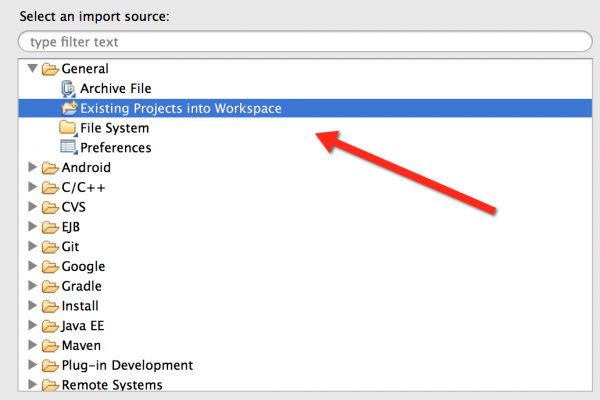 Select an import source:
type filter text
General
Archive File
Existing Projects into Workspace
File System
Preferences
Android
C/C++
CVS
EJB
Git
Google
Gradle
Install
Java EE
Maven
Plug-in Development
Remote Systems